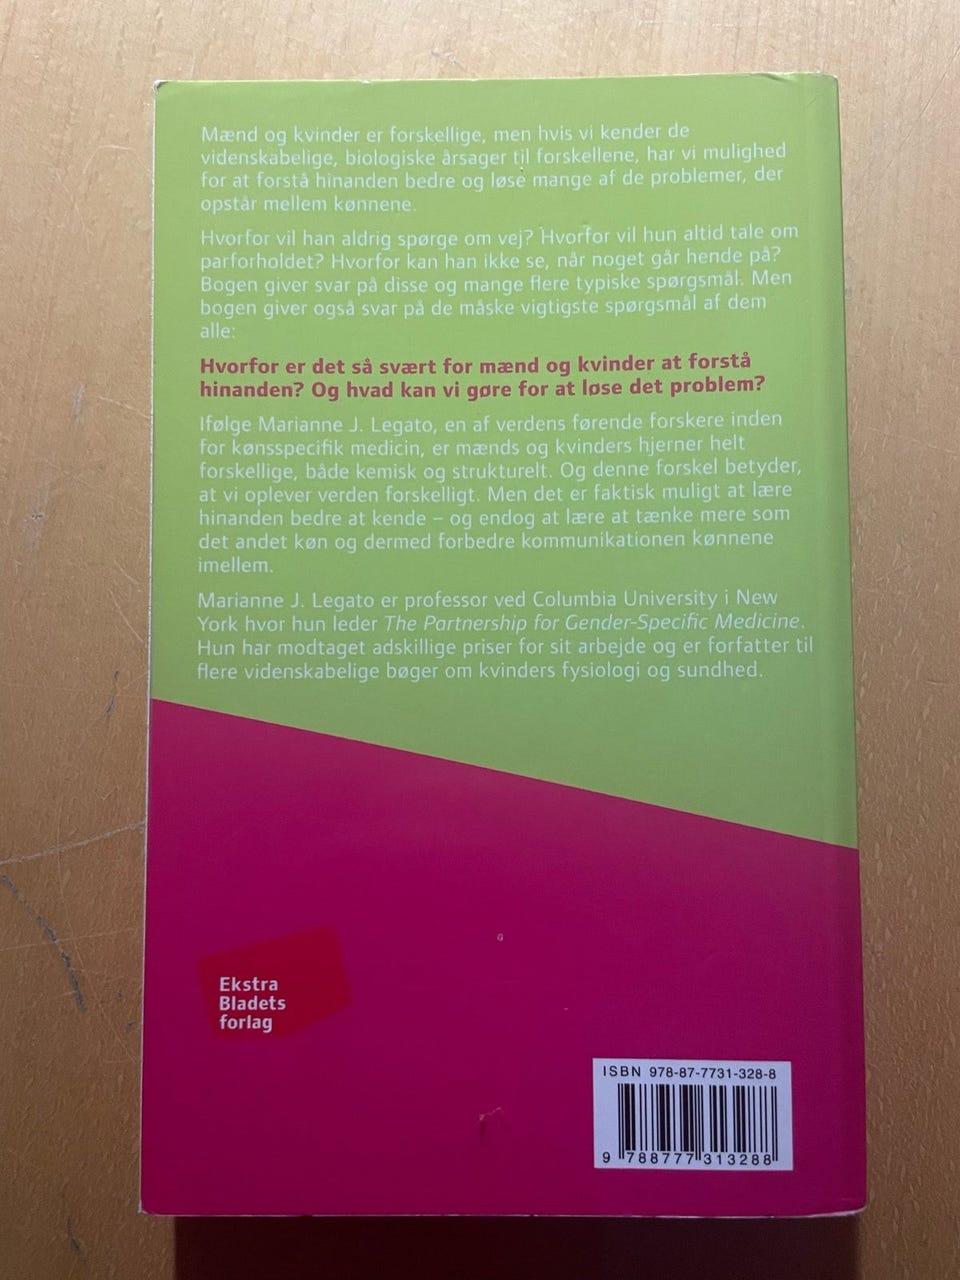 Mænd og kvinder er forskellige, men hvis vi kender de
videnskabelige, biologiske årsager til forskellene, har vi mulighed
for at forstå hinanden bedre og løse mange af de problemer, der
opstår mellem kønnene.
Hvorfor vil han aldrig spørge om vej? Hvorfor vil hun altid tale om
parforholdet? Hvorfor kan han ikke se, når noget går hende på?
Bogen giver svar på disse og mange flere typiske spørgsmål. Men
bogen giver også svar på de måske vigtigste spørgsmål af dem
alle:
Hvorfor er det så svært for mænd og kvinder at forstå
hinanden? Og hvad kan vi gøre for at løse det problem?
Ifølge Marianne J. Legato, en af verdens førende forskere inden
for kønsspecifik medicin, er mænds og kvinders hjerner helt
forskellige, både kemisk og strukturelt. Og denne forskel betyder,
at vi oplever verden forskelligt. Men det er faktisk muligt at lære
hinanden bedre at kende – og endog at lære at tænke mere som
det andet køn og dermed forbedre kommunikationen kønnene
imellem.
Marianne J. Legato er professor ved Columbia University i New
York hvor hun leder The Partnership for Gender-Specific Medicine.
Hun har modtaget adskillige priser for sit arbejde og er forfatter til
flere videnskabelige bøger om kvinders fysiologi og sundhed.
Ekstra
Bladets
forlag
ISBN 978-87-7731-328-8
9 788777 313288